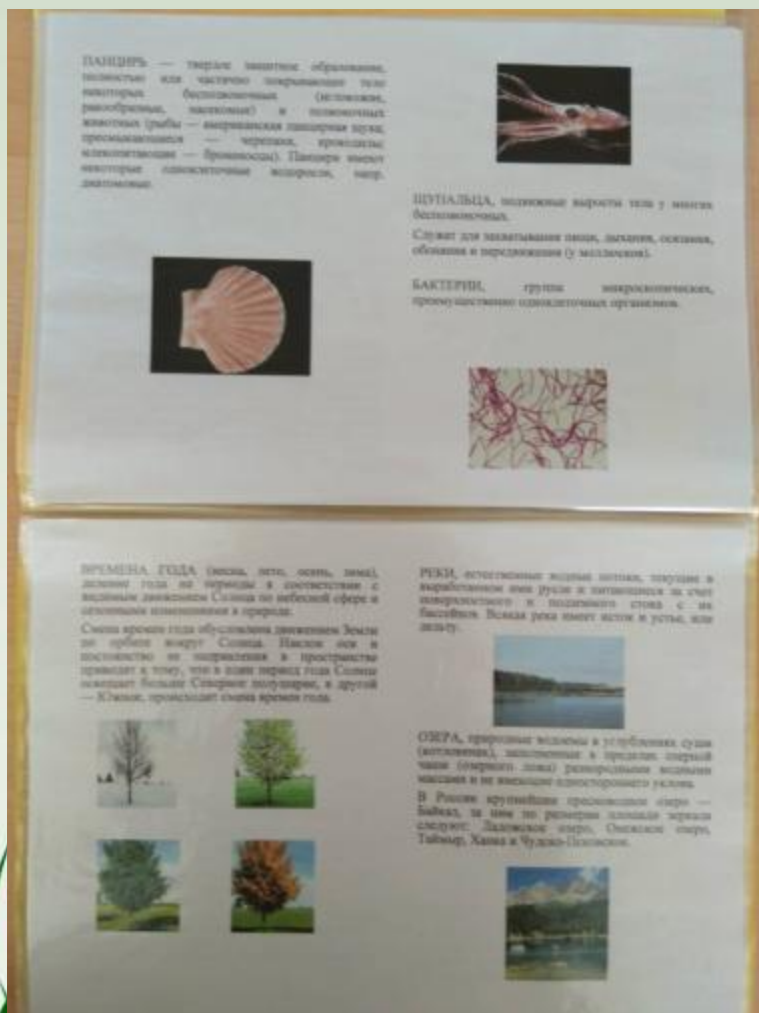 ПАНЦИРЬ — твердое защитное образование,
полностью или частично покрывающее тело
некоторых беспозвоночных (моллюски,
ракообразные, насекомые) и позвоночных
животных (рыбы — американская панцирная щука;
пресмыкающиеся — черепахи, крокодилы;
млекопитающие — броненосцы). Панцири имеют
некоторые одноклеточные водоросли, напр.
диатомовые.
ЩУПАЛЬЦА, подвижные выросты тела у многих
беспозвоночных.
Служат для захватывания пищи, дыхания, осязания,
обоняния и передвижения (у моллюсков).
БАКТЕРИИ, группа микроскопических,
преимущественно одноклеточных организмов.
ВРЕМЕНА ГОДА (весна, лето, осень, зима),
деление года на периоды в соответствии с
видимым движением Солнца по небесной сфере и
сезонными изменениями в природе.
Смена времен года обусловлена движением Земли
по орбите вокруг Солнца. Наклон оси и
постоянство ее направления в пространстве
приводят к тому, что в один период года Солнце
освещает больше Северное полушарие, в другой
— Южное, происходит смена времен года.
РЕКИ, естественные водные потоки, текущие в
выработанном ими русле и питающиеся за счет
поверхностного и подземного стока с их
бассейнов. Всякая река имеет исток и устье, или
дельту.
ОЗЕРА, природные водоемы в углублениях суши
(котловинах), заполненные в пределах озерной
чаши (озерного ложа) разнородными водными
массами и не имеющие одностороннего уклона.
В России крупнейшее пресноводное озеро —
Байкал, за ним по размерам площади зеркала
следуют: Ладожское озеро, Онежское озеро,
Таймыр, Ханка и Чудско-Псковское.